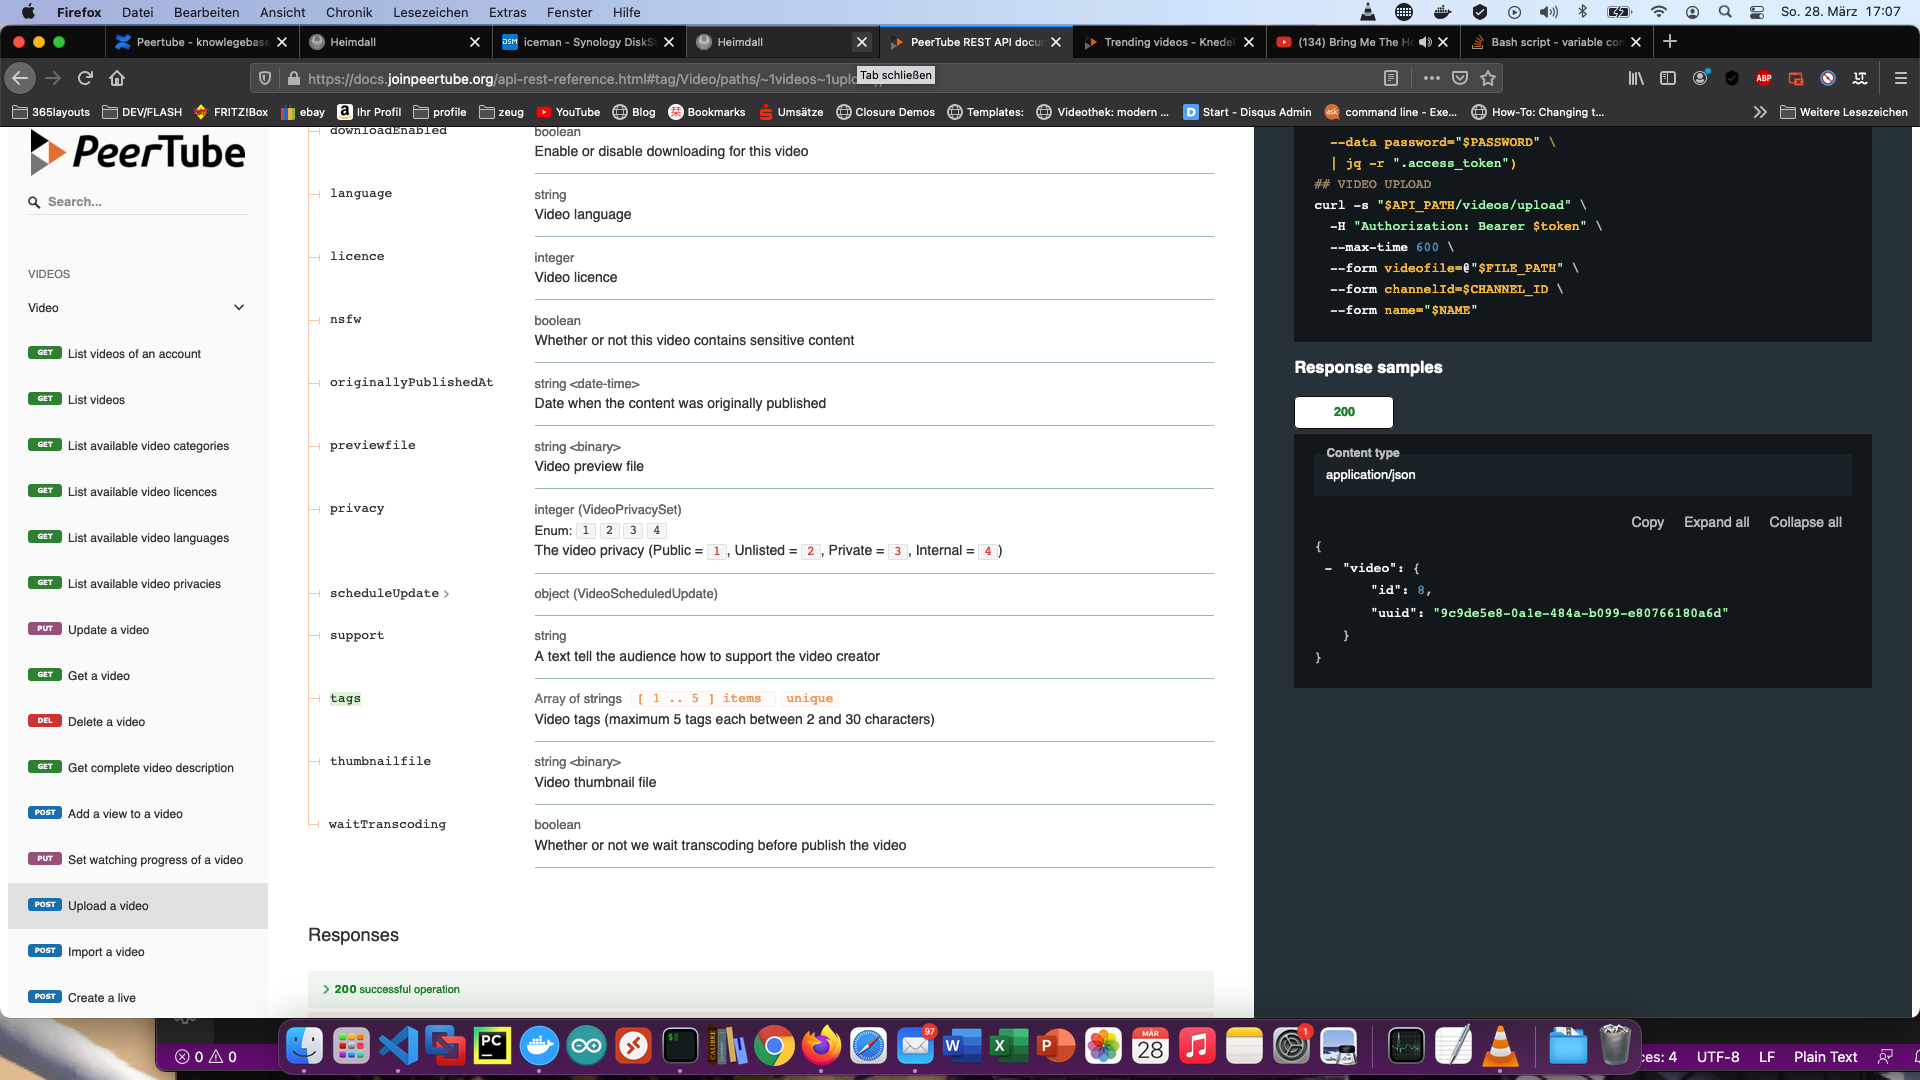 Firefox Datei Bearbeiten Ansicht Chronik Lesezeichen Extras Fenster Hilfe So. 28. März 17:07
Peertube - knowlegebase Heimdall iceman - Synology DiskSt Heimdall PeerTube REST API docum Trending videos - Knedel (134) Bring Me The Ho Bash script - variable con
https://docs.joinpeertube.org/api-rest-reference.html#tag/Video/paths/~1videos~1uplo
Tab schließen
365layouts DEV/FLASH FRITZ!Box ebay Ihr Profil profile zeug YouTube Blog Bookmarks Umsätze Closure Demos Templates: Videothek: modern ... Start - Disqus Admin command line - Exe... How-To: Changing t... Weitere Lesezeichen
PeerTube
Search...
VIDEOS
Video
GET List videos of an account
GET List videos
GET List available video categories
GET List available video licences
GET List available video languages
GET List available video privacies
PUT Update a video
GET Get a video
DEL Delete a video
GET Get complete video description
POST Add a view to a video
PUT Set watching progress of a video
POST Upload a video
POST Import a video
POST Create a live
downloadEnabled boolean
Enable or disable downloading for this video
language string
Video language
licence integer
Video licence
nsfw boolean
Whether or not this video contains sensitive content
originallyPublishedAt string <date-time>
Date when the content was originally published
previewfile string <binary>
Video preview file
privacy integer (VideoPrivacySet)
Enum: 1 2 3 4
The video privacy (Public = 1, Unlisted = 2, Private = 3, Internal = 4)
scheduleUpdate object (VideoScheduledUpdate)
support string
A text tell the audience how to support the video creator
tags Array of strings [ 1 .. 5 ] items unique
Video tags (maximum 5 tags each between 2 and 30 characters)
thumbnailfile string <binary>
Video thumbnail file
waitTranscoding boolean
Whether or not we wait transcoding before publish the video
Responses
200 successful operation
--data password="$PASSWORD" \
| jq -r ".access_token")
## VIDEO UPLOAD
curl -s "$API_PATH/videos/upload" \
-H "Authorization: Bearer $token" \
--max-time 600 \
--form videofile=@"$FILE_PATH" \
--form channelId=$CHANNEL_ID \
--form name="$NAME"
Response samples
200
Content type
application/json
Copy Expand all Collapse all
{
- "video": {
"id": 8,
"uuid": "9c9de5e8-0a1e-484a-b099-e80766180a6d"
}
}
0 0
PC
CALIBRE
97
W
X
P
MÄR
28
1
ces: 4 UTF-8 LF Plain Text